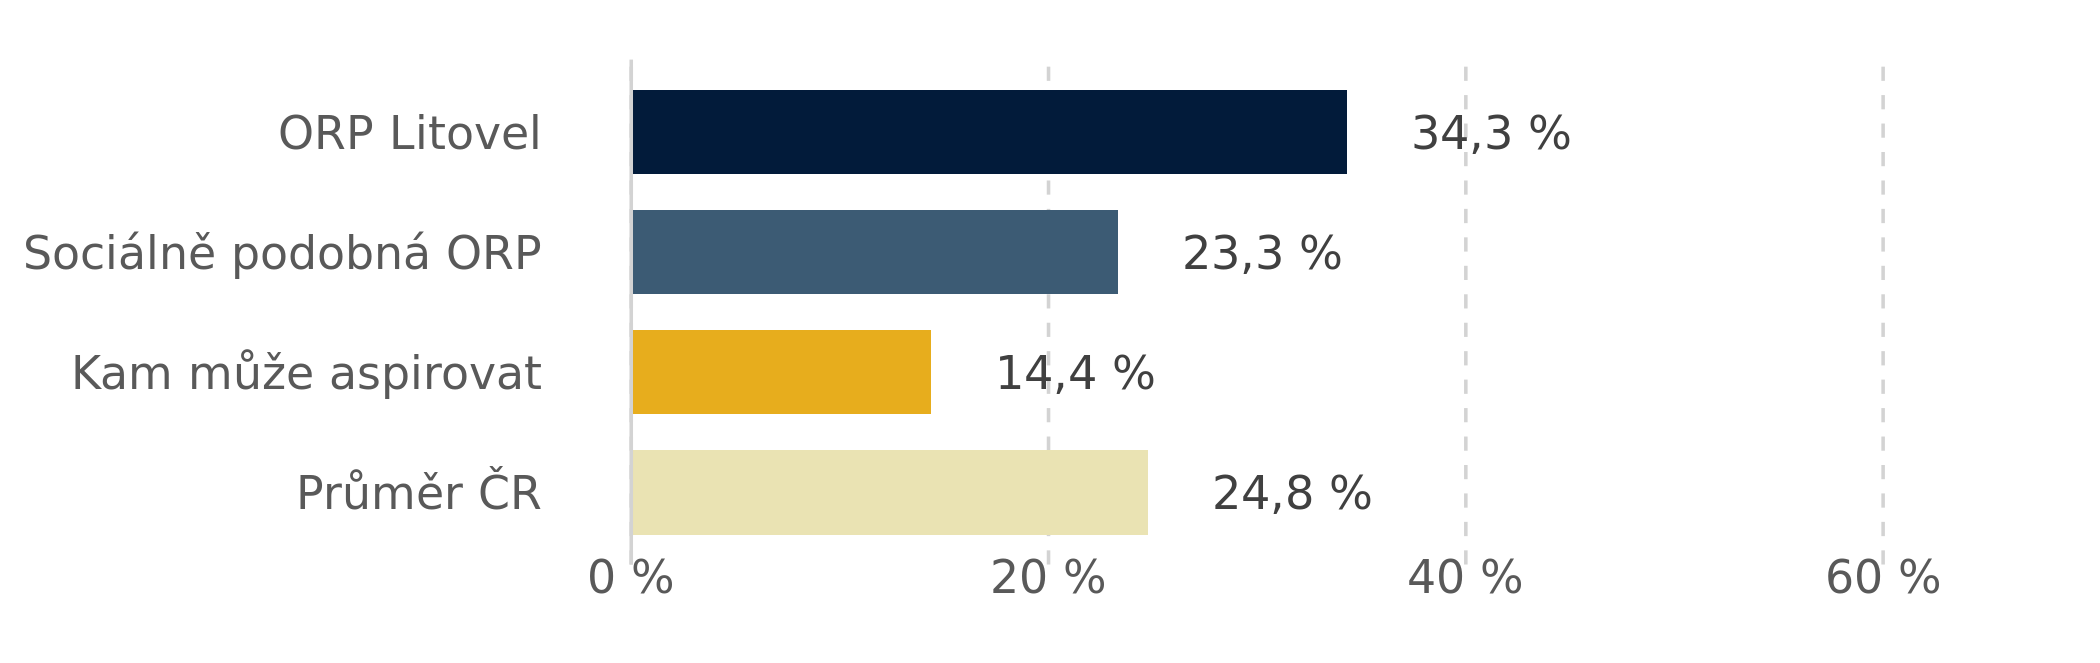 ORP Litovel 34,3 %
Sociálně podobná ORP 23,3 %
Kam může aspirovat 14,4 %
Průměr ČR 24,8 %
0 % 20 % 40 % 60 %